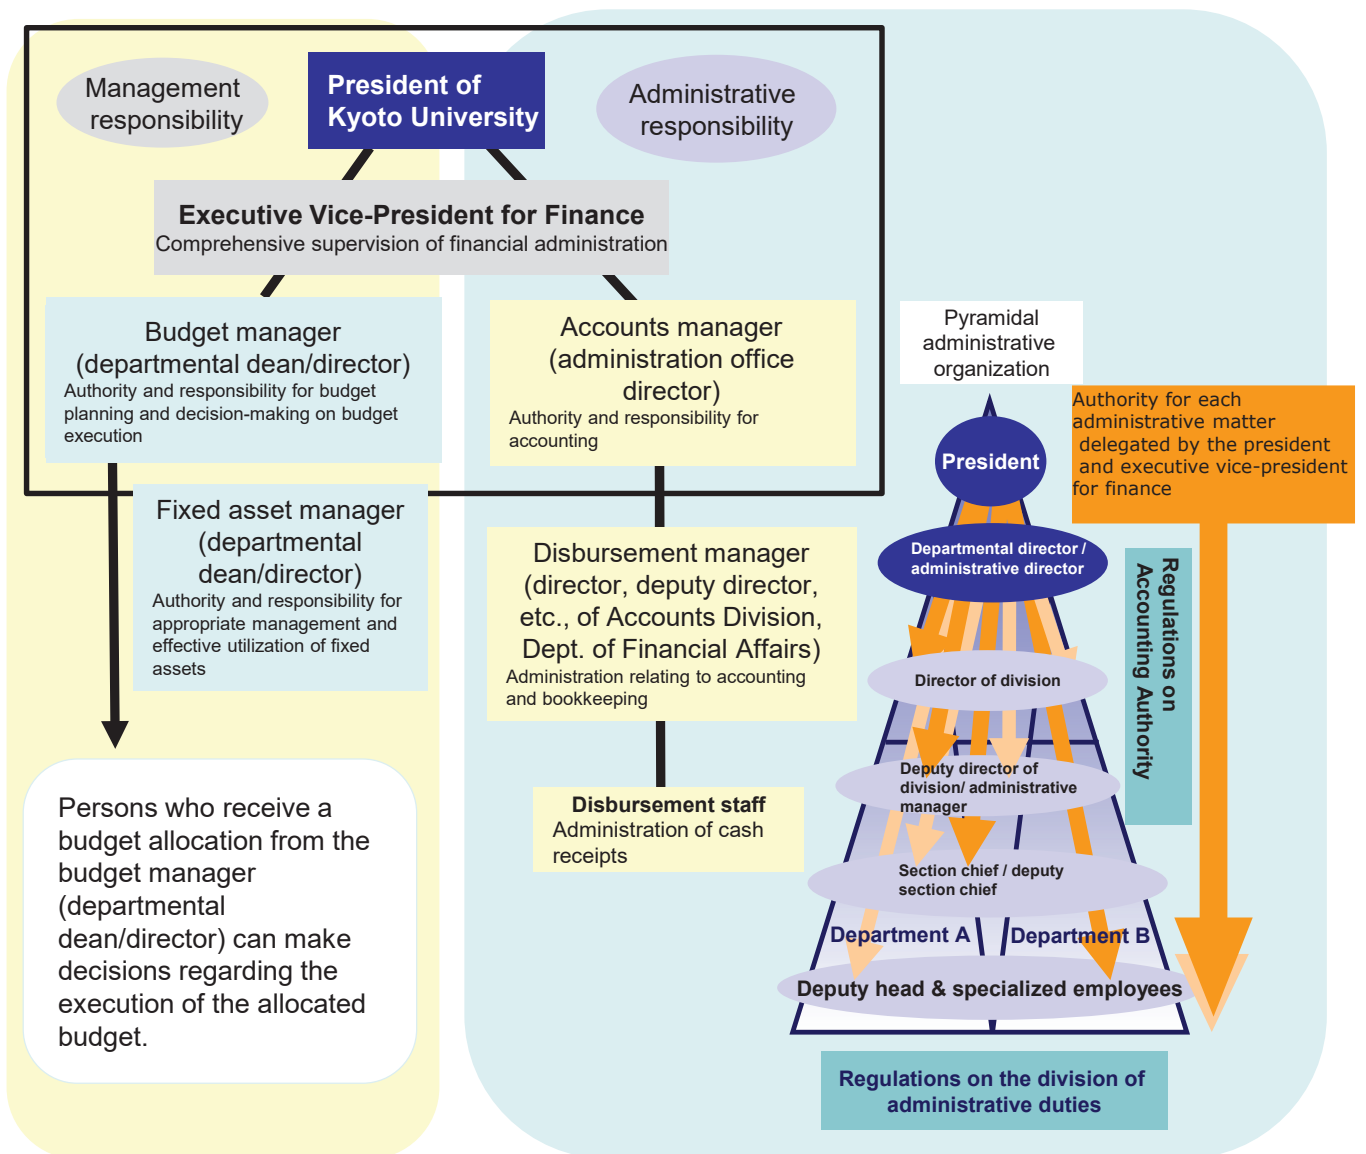 Management
responsibility
President of
Kyoto University
Administrative
responsibility
Executive Vice-President for Finance
Comprehensive supervision of financial administration
Budget manager
(departmental dean/director)
Authority and responsibility for budget
planning and decision-making on budget
execution
Accounts manager
(administration office
director)
Authority and responsibility for
accounting
Fixed asset manager
(departmental
dean/director)
Authority and responsibility for
appropriate management and
effective utilization of fixed
assets
Disbursement manager
(director, deputy director,
etc., of Accounts Division,
Dept. of Financial Affairs)
Administration relating to accounting
and bookkeeping
Disbursement staff
Administration of cash
receipts
Persons who receive a
budget allocation from the
budget manager
(departmental
dean/director) can make
decisions regarding the
execution of the allocated
budget.
Pyramidal
administrative
organization
Authority for each
administrative matter
delegated by the president
and executive vice-president
for finance
President
Departmental director /
administrative director
Director of division
Deputy director of
division/ administrative
manager
Section chief / deputy
section chief
Department A
Department B
Deputy head & specialized employees
Regulations on
Accounting Authority
Regulations on the division of
administrative duties